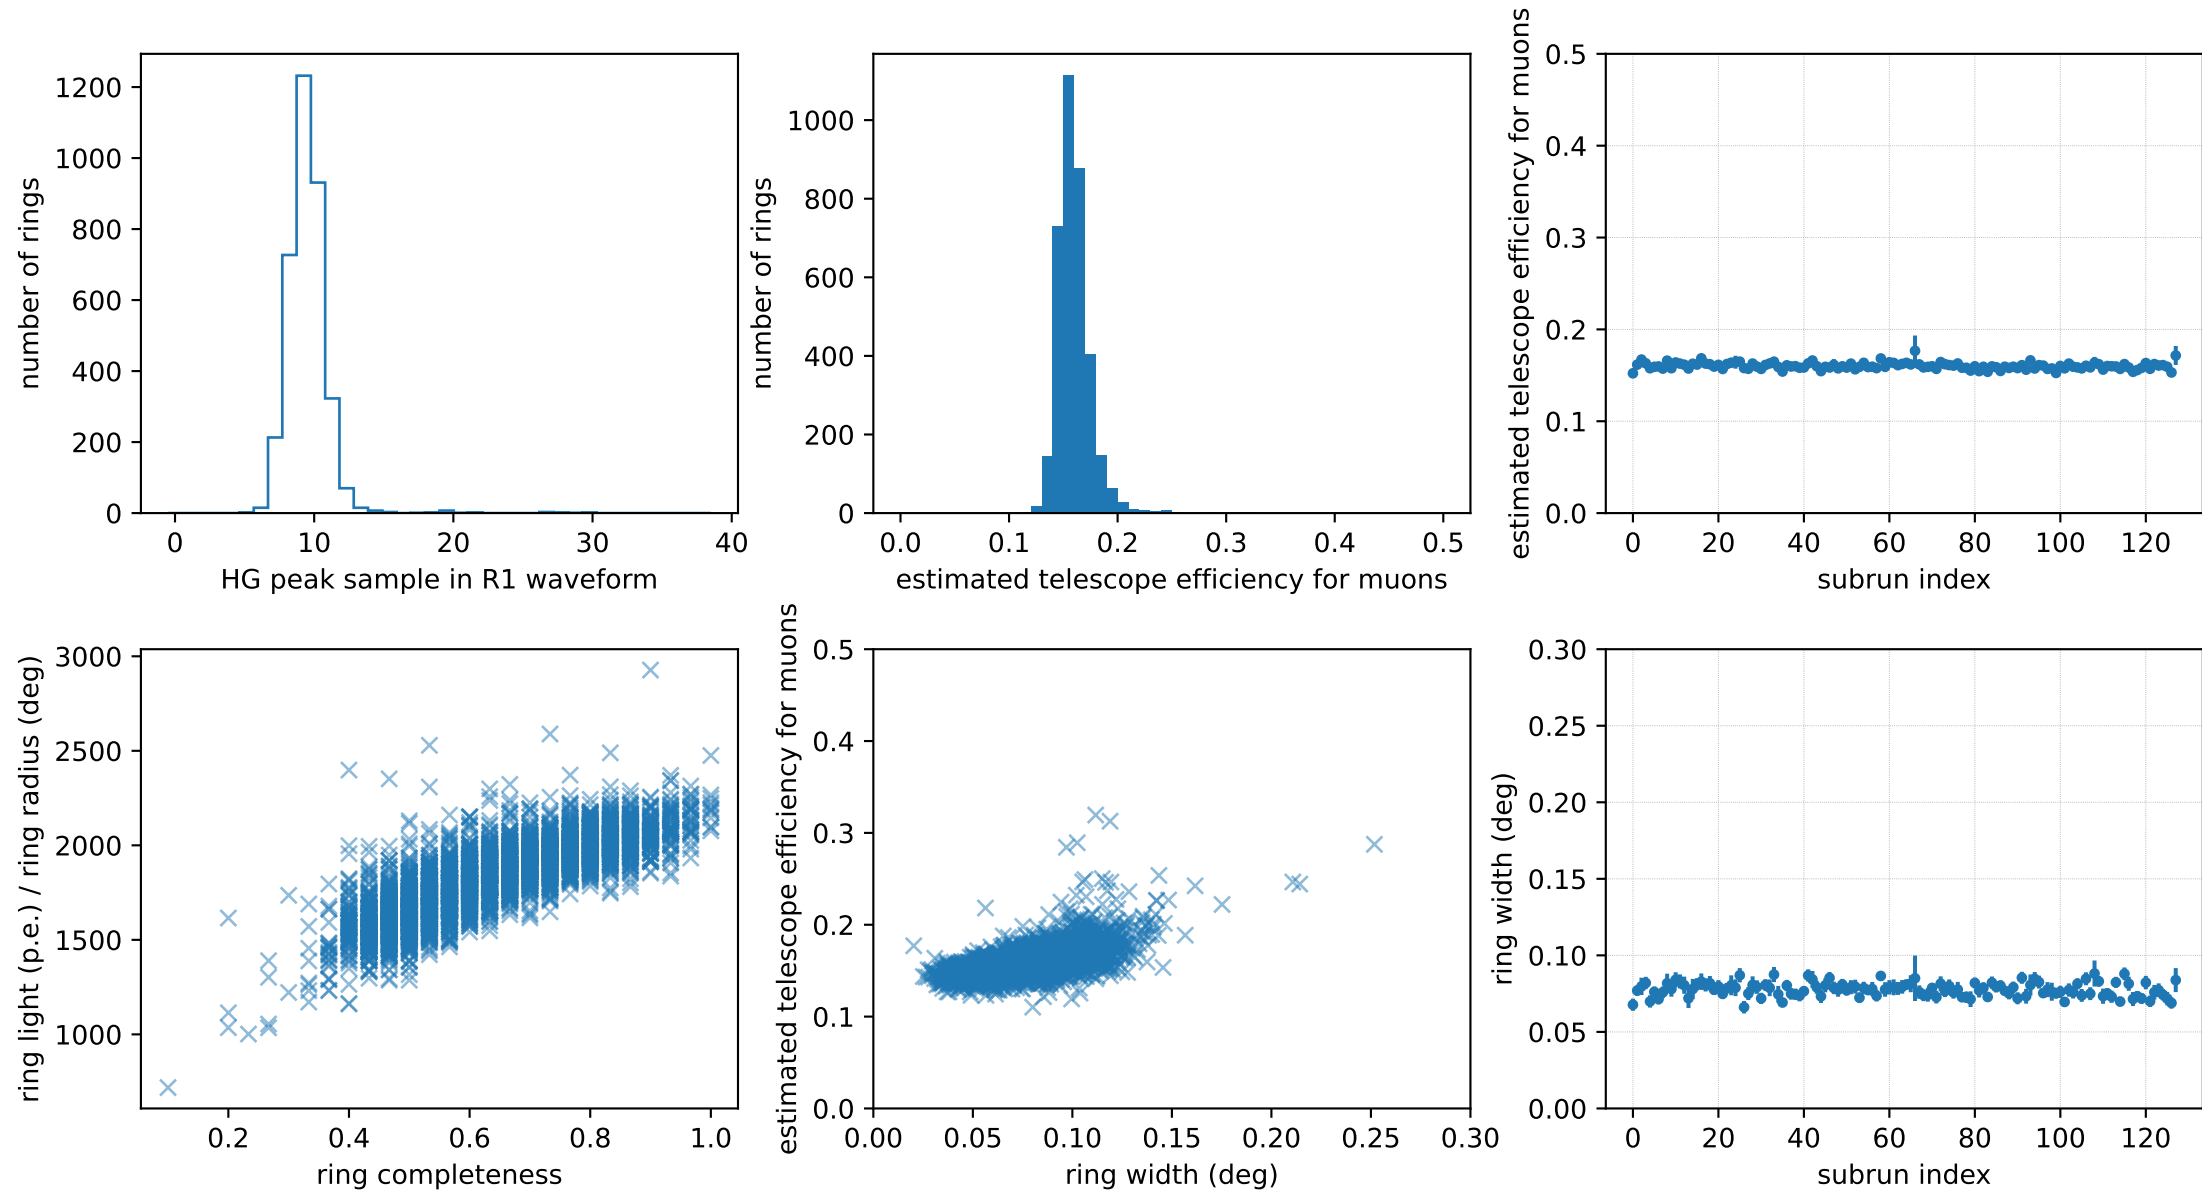 number of rings
1200
1000
800
600
400
200
0
0 10 20 30 40
HG peak sample in R1 waveform
number of rings
1000
800
600
400
200
0
0.0 0.1 0.2 0.3 0.4 0.5
estimated telescope efficiency for muons
estimated telescope efficiency for muons
0.5
0.4
0.3
0.2
0.1
0.0
0 20 40 60 80 100 120
subrun index
ring light (p.e.) / ring radius (deg)
3000
2500
2000
1500
1000
0.2 0.4 0.6 0.8 1.0
ring completeness
estimated telescope efficiency for muons
0.5
0.4
0.3
0.2
0.1
0.0
0.00 0.05 0.10 0.15 0.20 0.25 0.30
ring width (deg)
ring width (deg)
0.30
0.25
0.20
0.15
0.10
0.05
0.00
0 20 40 60 80 100 120
subrun index